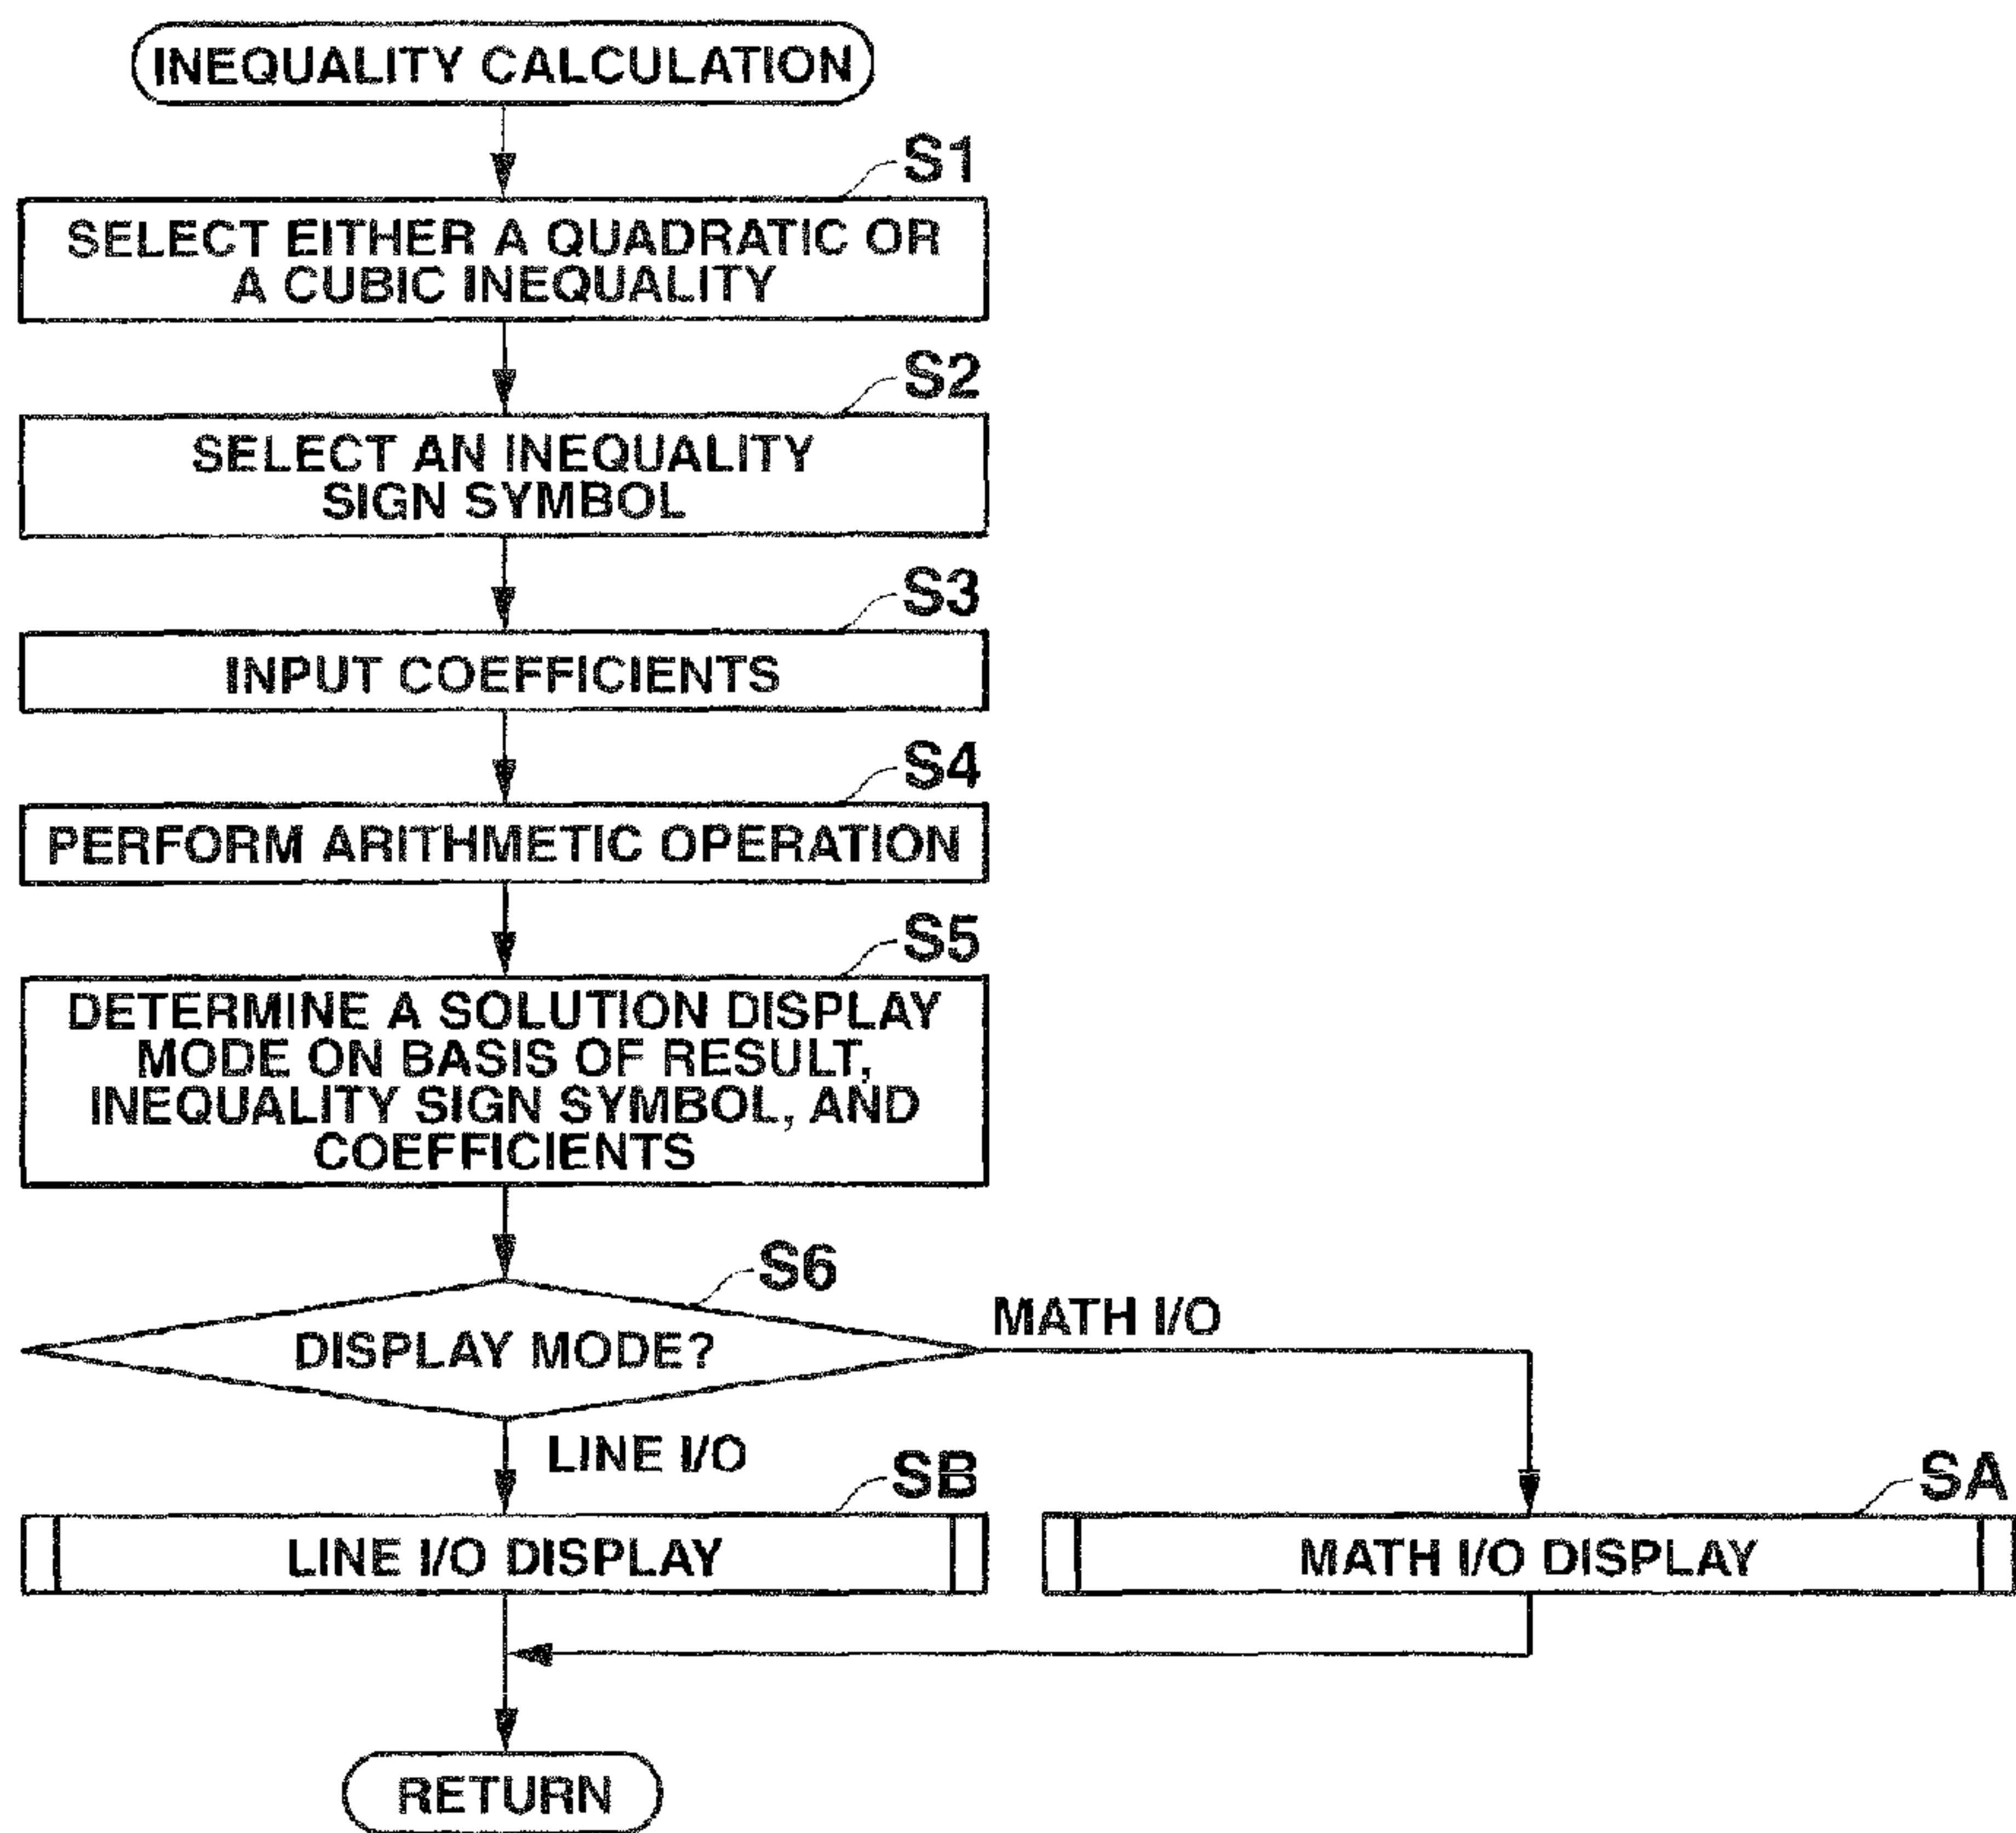 INEQUALITY CALCULATION
S1
SELECT EITHER A QUADRATIC OR
A CUBIC INEQUALITY
S2
SELECT AN INEQUALITY
SIGN SYMBOL
S3
INPUT COEFFICIENTS
S4
PERFORM ARITHMETIC OPERATION
S5
DETERMINE A SOLUTION DISPLAY
MODE ON BASIS OF RESULT,
INEQUALITY SIGN SYMBOL, AND
COEFFICIENTS
S6
DISPLAY MODE?
MATH I/O
LINE I/O
SB
LINE I/O DISPLAY
SA
MATH I/O DISPLAY
RETURN